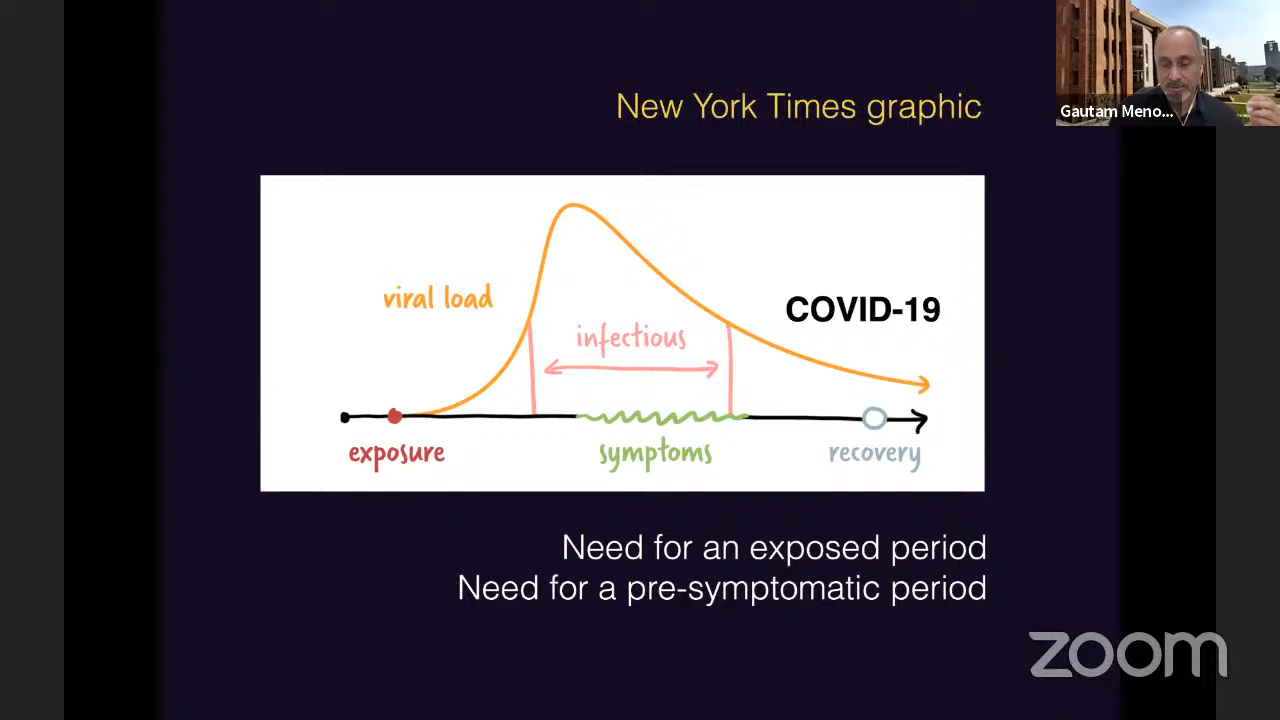 New York Times graphic
Gautam Meno...
viral load
COVID-19
infectious
exposure
symptoms
recovery
Need for an exposed period
Need for a pre-symptomatic period
zoom